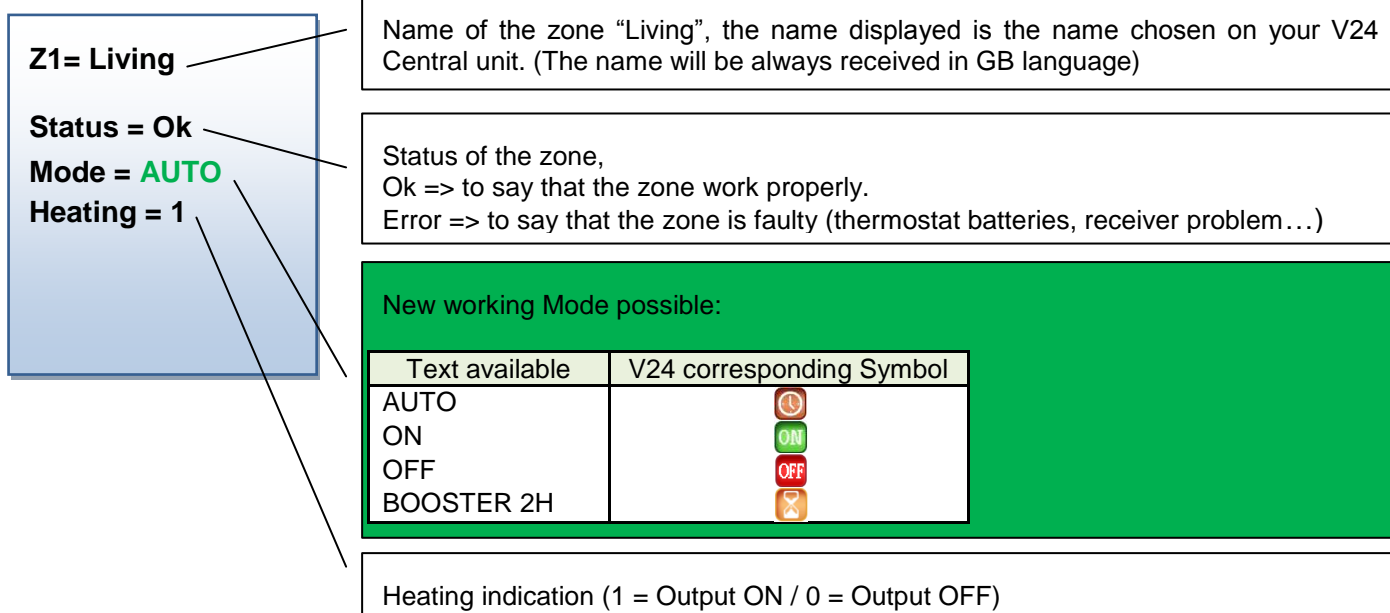 Z1= Living
Status = Ok
Mode = AUTO
Heating = 1
Name of the zone “Living”, the name displayed is the name chosen on your V24
Central unit. (The name will be always received in GB language)
Status of the zone,
Ok => to say that the zone work properly.
Error => to say that the zone is faulty (thermostat batteries, receiver problem…)
New working Mode possible:
Text available V24 corresponding Symbol
AUTO
ON ON
OFF OFF
BOOSTER 2H
Heating indication (1 = Output ON / 0 = Output OFF)